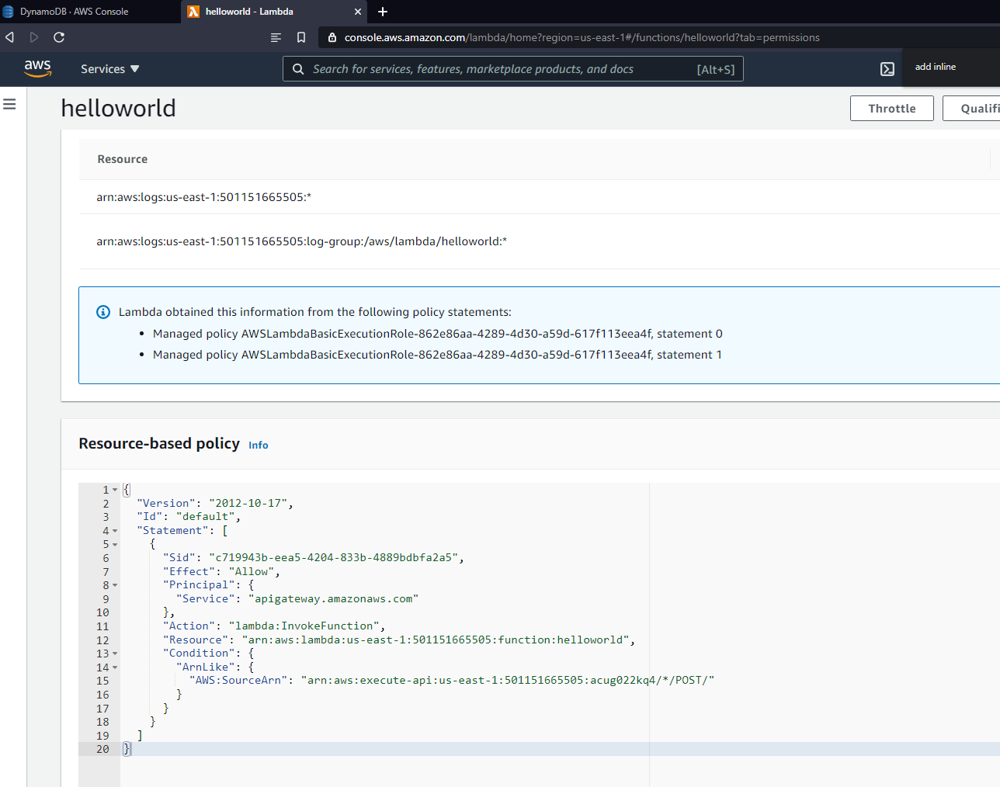 DynamoDB · AWS Console
helloworld - Lambda
console.aws.amazon.com/lambda/home?region=us-east-1#/functions/helloworld?tab=permissions
aws
Services
Search for services, features, marketplace products, and docs
[Alt+S]
add inline
helloworld
Throttle
Qualifi
Resource
arn:aws:logs:us-east-1:501151665505:*
arn:aws:logs:us-east-1:501151665505:log-group:/aws/lambda/helloworld:*
Lambda obtained this information from the following policy statements:
• Managed policy AWSLambdaBasicExecutionRole-862e86aa-4289-4d30-a59d-617f113eea4f, statement 0
• Managed policy AWSLambdaBasicExecutionRole-862e86aa-4289-4d30-a59d-617f113eea4f, statement 1
Resource-based policy Info
1 {
2 "Version": "2012-10-17",
3 "Id": "default",
4 "Statement": [
5 {
6 "Sid": "c719943b-eea5-4204-833b-4889bdbfa2a5",
7 "Effect": "Allow",
8 "Principal": {
9 "Service": "apigateway.amazonaws.com"
10 },
11 "Action": "lambda:InvokeFunction",
12 "Resource": "arn:aws:lambda:us-east-1:501151665505:function:helloworld",
13 "Condition": {
14 "ArnLike": {
15 "AWS:SourceArn": "arn:aws:execute-api:us-east-1:501151665505:acug022kq4/*/POST/"
16 }
17 }
18 }
19 ]
20 }